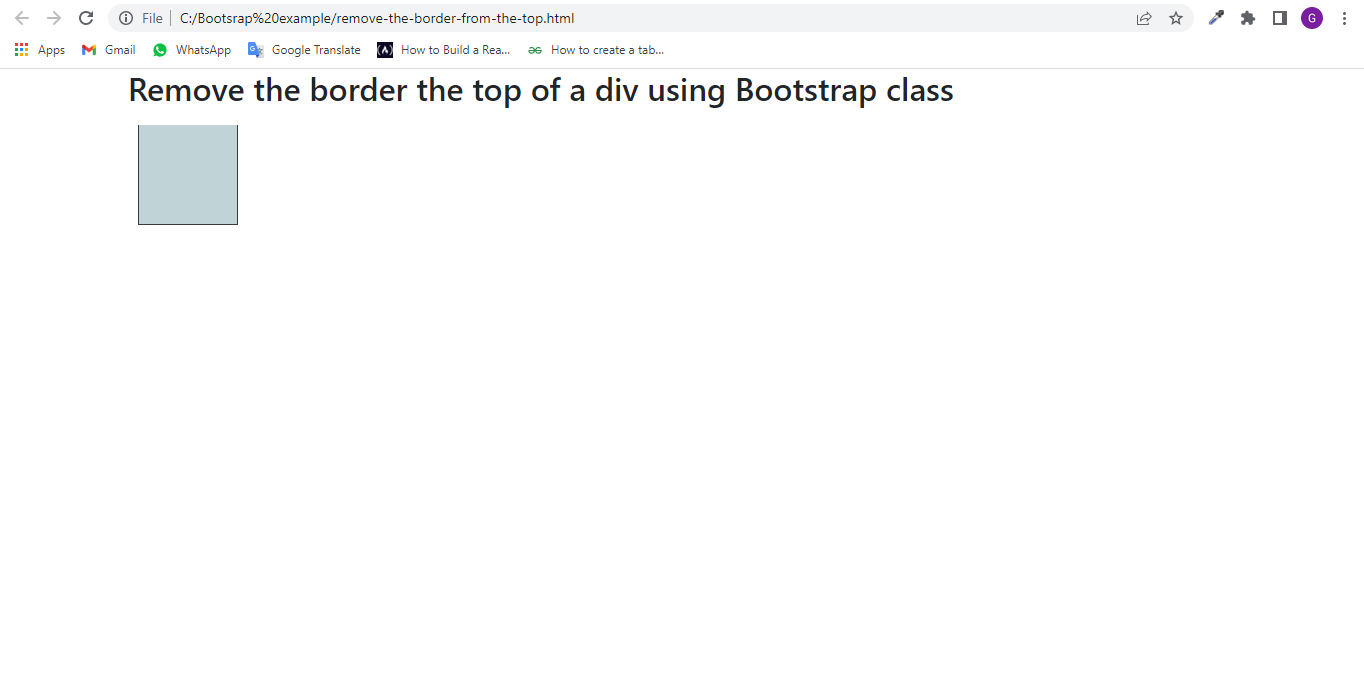 File C:/Bootsrap%20example/remove-the-border-from-the-top.html G
Apps Gmail WhatsApp Google Translate How to Build a Rea... How to create a tab...
Remove the border the top of a div using Bootstrap class